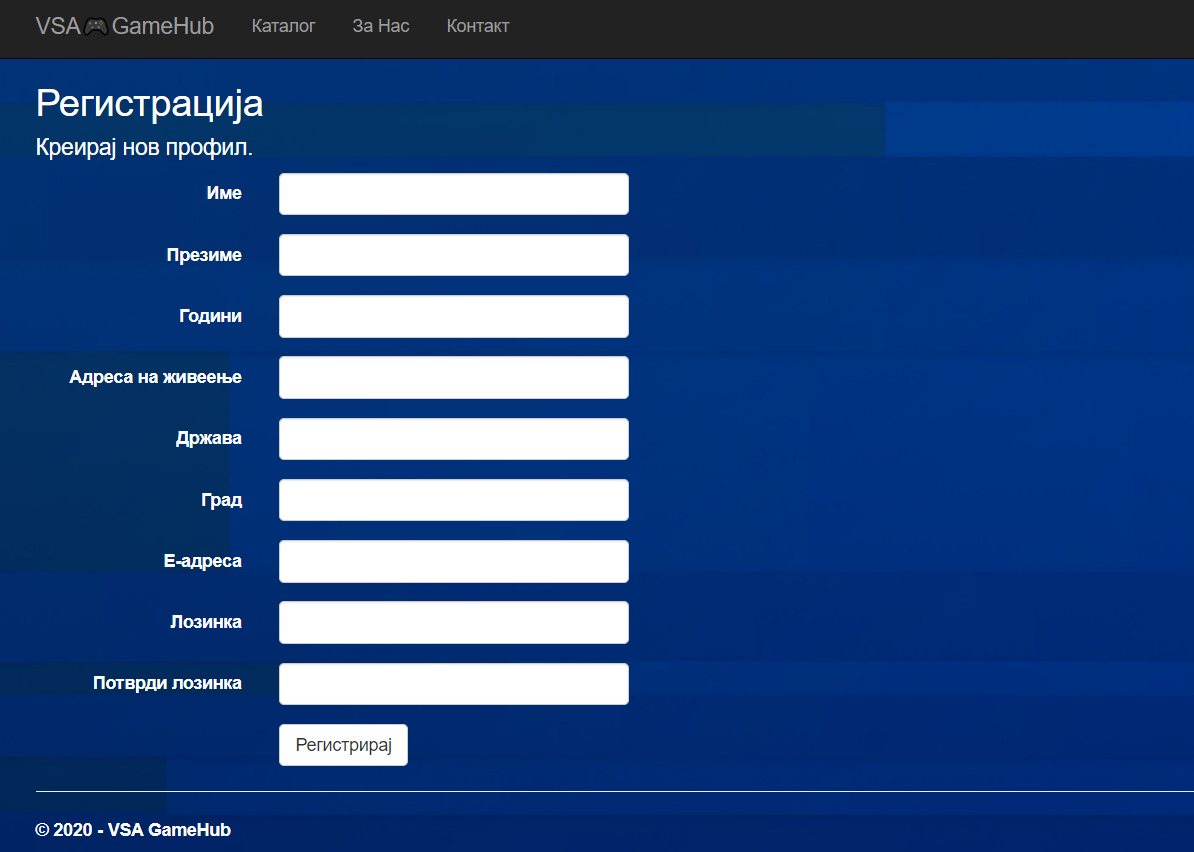 VSA GameHub Каталог За Нас Контакт
Регистрација
Креирај нов профил.
Име
Презиме
Години
Адреса на живеење
Држава
Град
Е-адреса
Лозинка
Потврди лозинка
Регистрирај
© 2020 - VSA GameHub